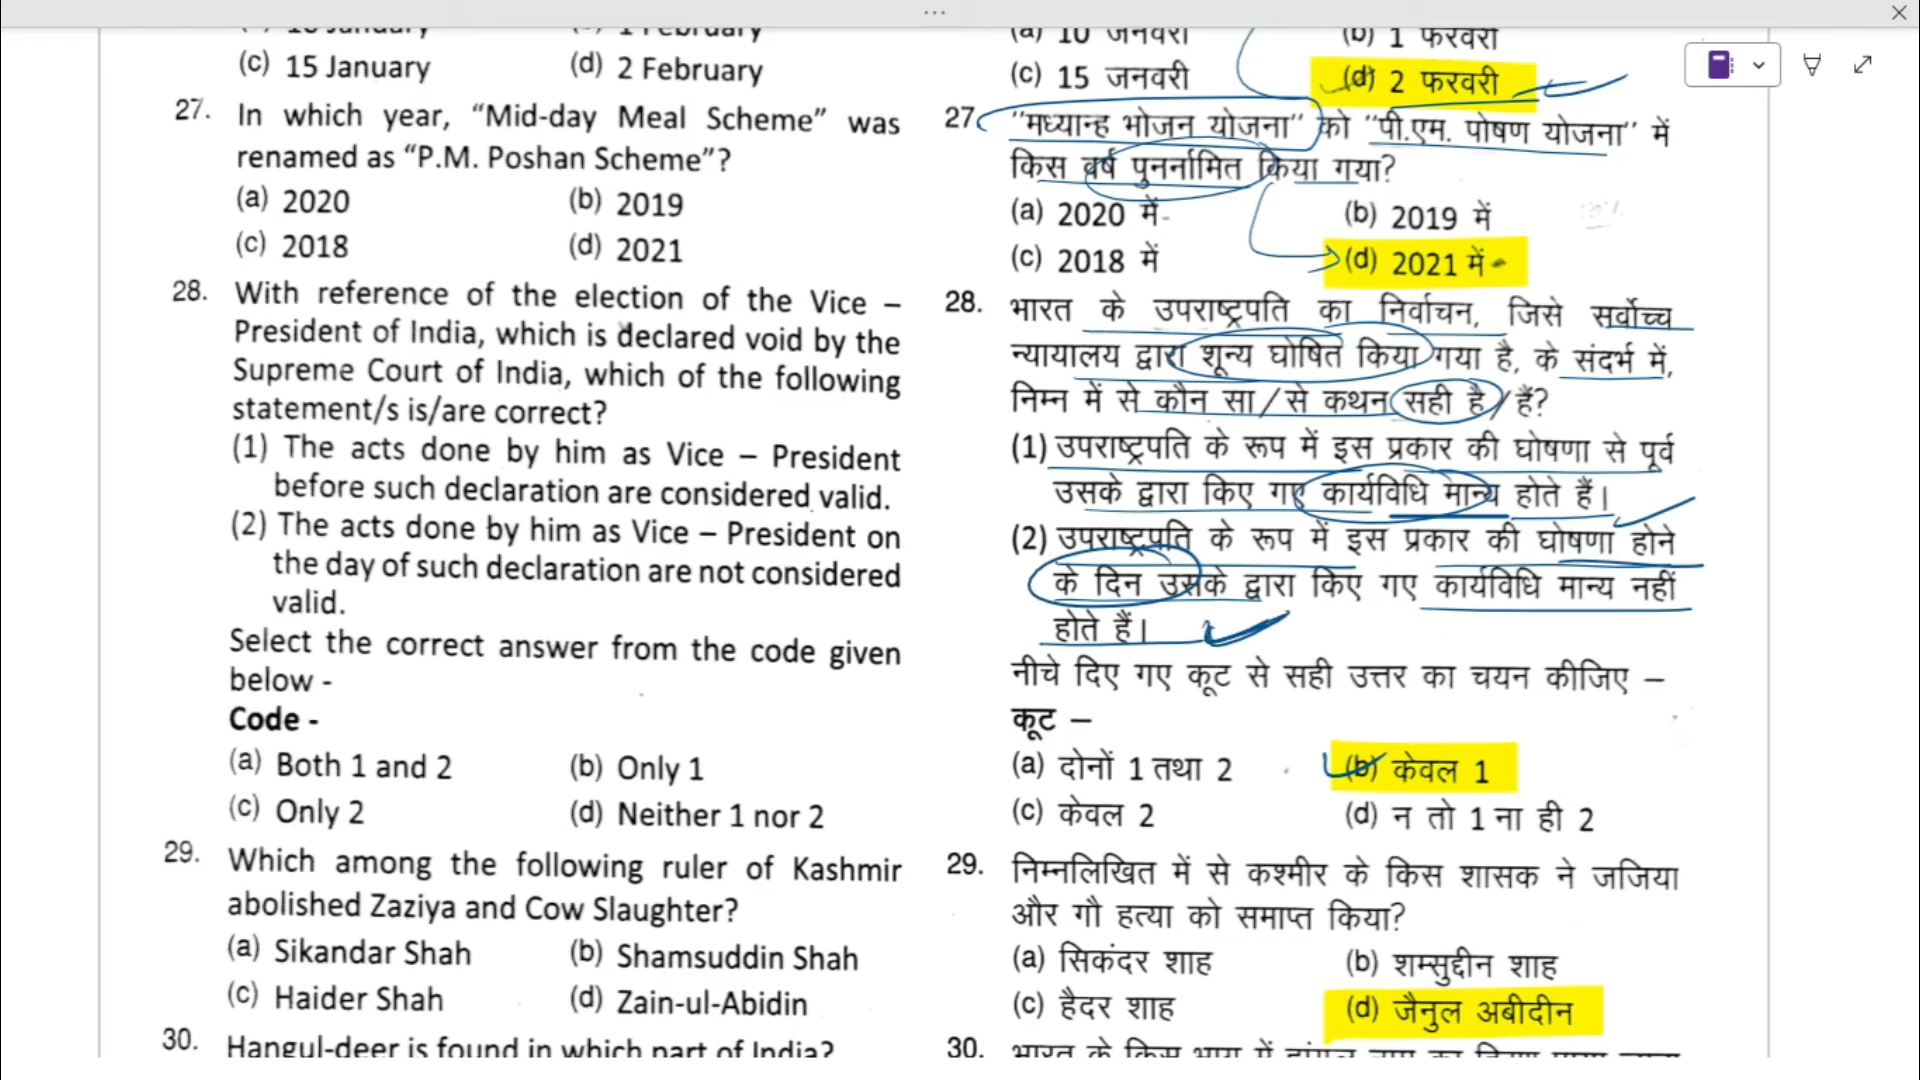 (c) 15 January (d) 2 February
27. In which year, “Mid-day Meal Scheme” was
renamed as “P.M. Poshan Scheme”?
(a) 2020 (b) 2019
(c) 2018 (d) 2021
28. With reference of the election of the Vice –
President of India, which is declared void by the
Supreme Court of India, which of the following
statement/s is/are correct?
(1) The acts done by him as Vice – President
before such declaration are considered valid.
(2) The acts done by him as Vice – President on
the day of such declaration are not considered
valid.
Select the correct answer from the code given
below -
Code -
(a) Both 1 and 2 (b) Only 1
(c) Only 2 (d) Neither 1 nor 2
29. Which among the following ruler of Kashmir
abolished Zaziya and Cow Slaughter?
(a) Sikandar Shah (b) Shamsuddin Shah
(c) Haider Shah (d) Zain-ul-Abidin
30. Hangul-deer is found in which part of India?
(a) 10 जनवरी (b) 1 फरवरी
(c) 15 जनवरी (d) 2 फरवरी
27 “मध्यान्ह भोजन योजना” को “पी.एम. पोषण योजना” में
किस वर्ष पुनर्नामित किया गया?
(a) 2020 में (b) 2019 में
(c) 2018 में (d) 2021 में
28. भारत के उपराष्ट्रपति का निर्वाचन, जिसे सर्वोच्च
न्यायालय द्वारा शून्य घोषित किया गया है, के संदर्भ में,
निम्न में से कौन सा/से कथन सही है/हैं?
(1) उपराष्ट्रपति के रूप में इस प्रकार की घोषणा से पूर्व
उसके द्वारा किए गए कार्यविधि मान्य होते हैं।
(2) उपराष्ट्रपति के रूप में इस प्रकार की घोषणा होने
के दिन उसके द्वारा किए गए कार्यविधि मान्य नहीं
होते हैं।
नीचे दिए गए कूट से सही उत्तर का चयन कीजिए –
कूट –
(a) दोनों 1 तथा 2 (b) केवल 1
(c) केवल 2 (d) न तो 1 ना ही 2
29. निम्नलिखित में से कश्मीर के किस शासक ने जजिया
और गौ हत्या को समाप्त किया?
(a) सिकंदर शाह (b) शम्सुद्दीन शाह
(c) हैदर शाह (d) जैनुल अबीदीन
30. भारत के किस भाग में